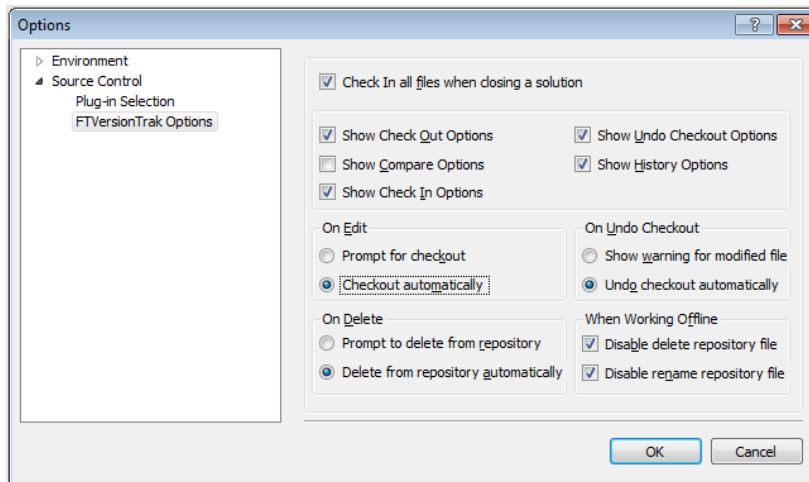 Options
Environment
Source Control
Plug-in Selection
FTVersionTrak Options
Check In all files when closing a solution
Show Check Out Options
Show Undo Checkout Options
Show Compare Options
Show History Options
Show Check In Options
On Edit
Prompt for checkout
Checkout automatically
On Undo Checkout
Show warning for modified file
Undo checkout automatically
On Delete
Prompt to delete from repository
Delete from repository automatically
When Working Offline
Disable delete repository file
Disable rename repository file
OK
Cancel